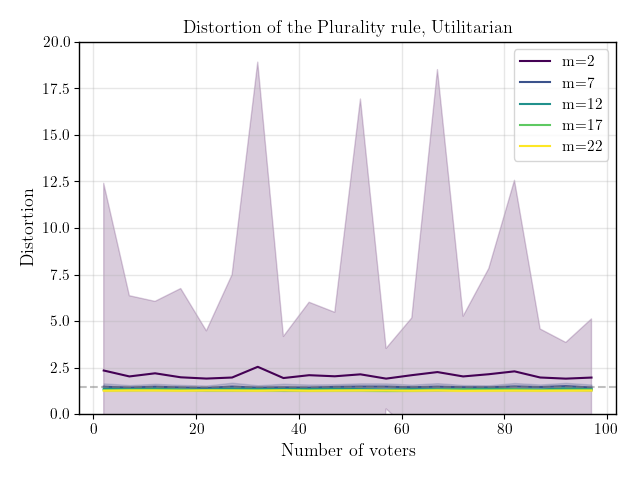 Distortion of the Plurality rule, Utilitarian
20.0
17.5
15.0
12.5
10.0
7.5
5.0
2.5
0.0
Distortion
m=2
m=7
m=12
m=17
m=22
0 20 40 60 80 100
Number of voters